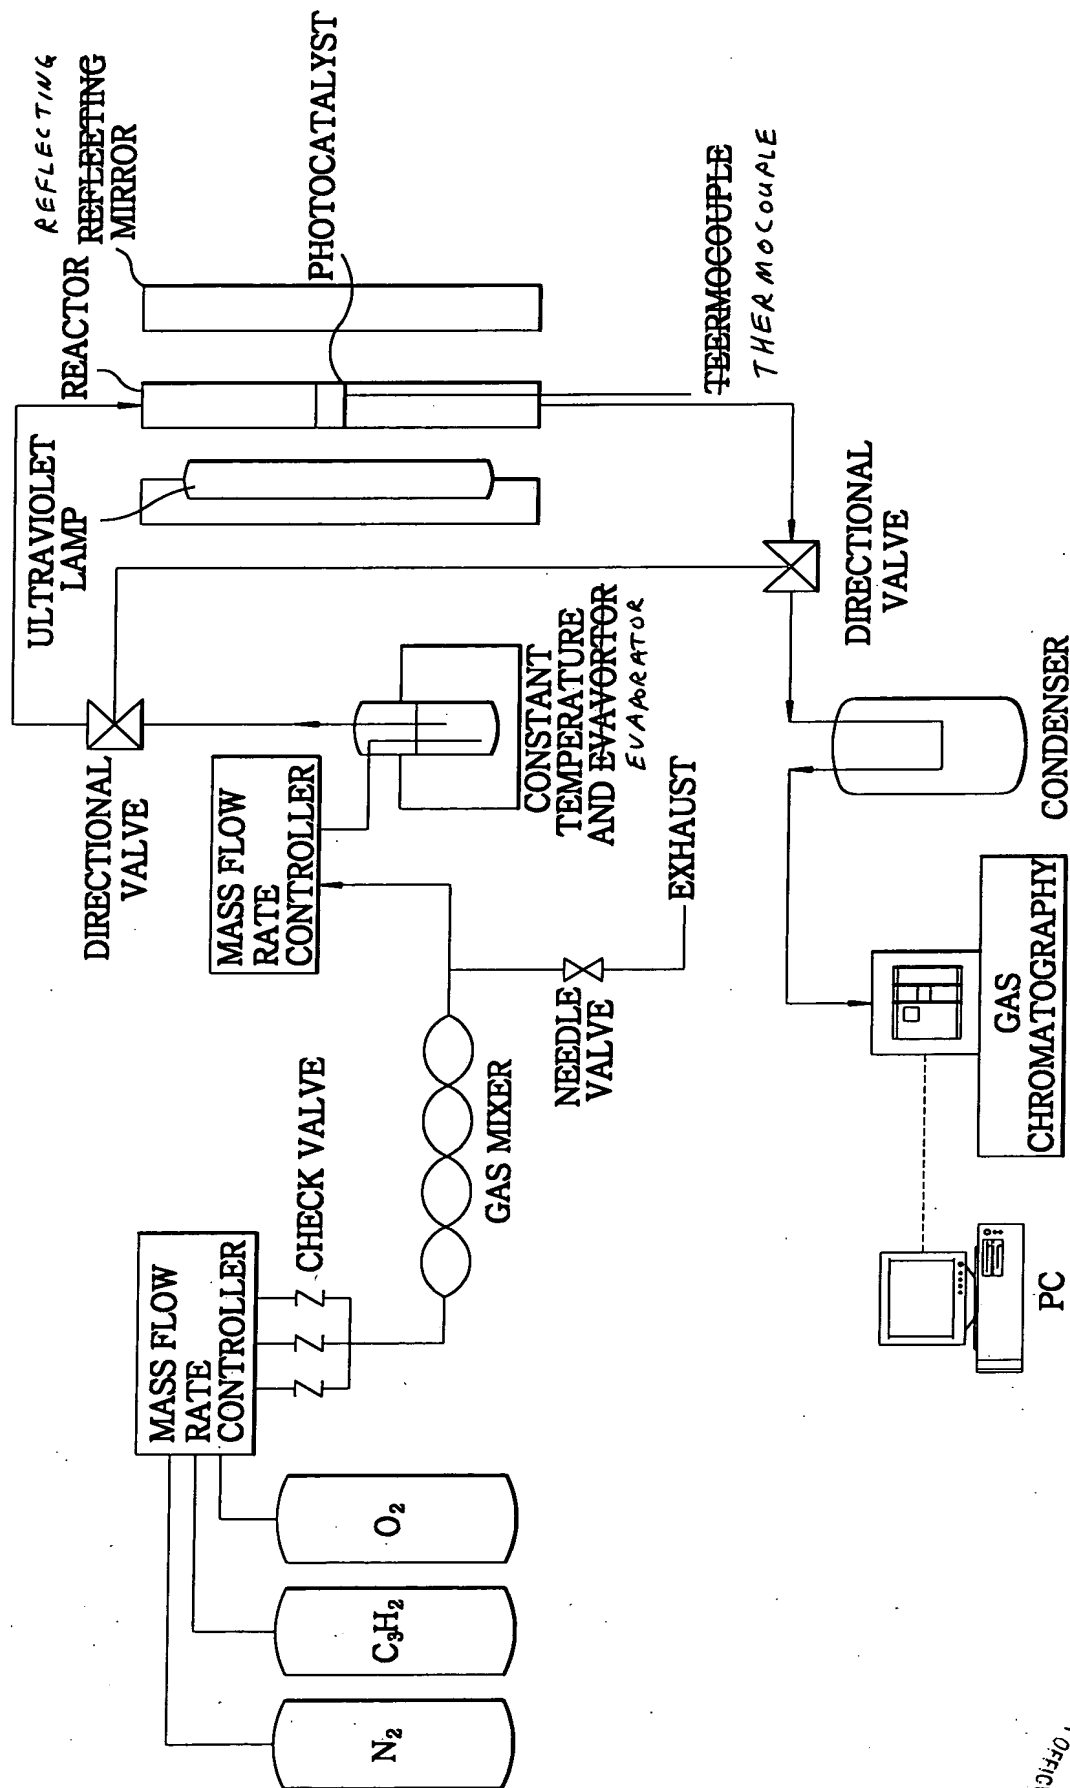 N₂
C₃H₂
O₂
MASS FLOW
RATE
CONTROLLER
CHECK VALVE
GAS MIXER
NEEDLE
VALVE
EXHAUST
MASS FLOW
RATE
CONTROLLER
DIRECTIONAL
VALVE
CONSTANT
TEMPERATURE
AND EVAVORTOR
EVAPORATOR
ULTRAVIOLET
LAMP
REACTOR
REFLECTING
REFLEETING
MIRROR
PHOTOCATALYST
TEERMOCOUPLE
THERMOCOUPLE
DIRECTIONAL
VALVE
CONDENSER
GAS
CHROMATOGRAPHY
PC